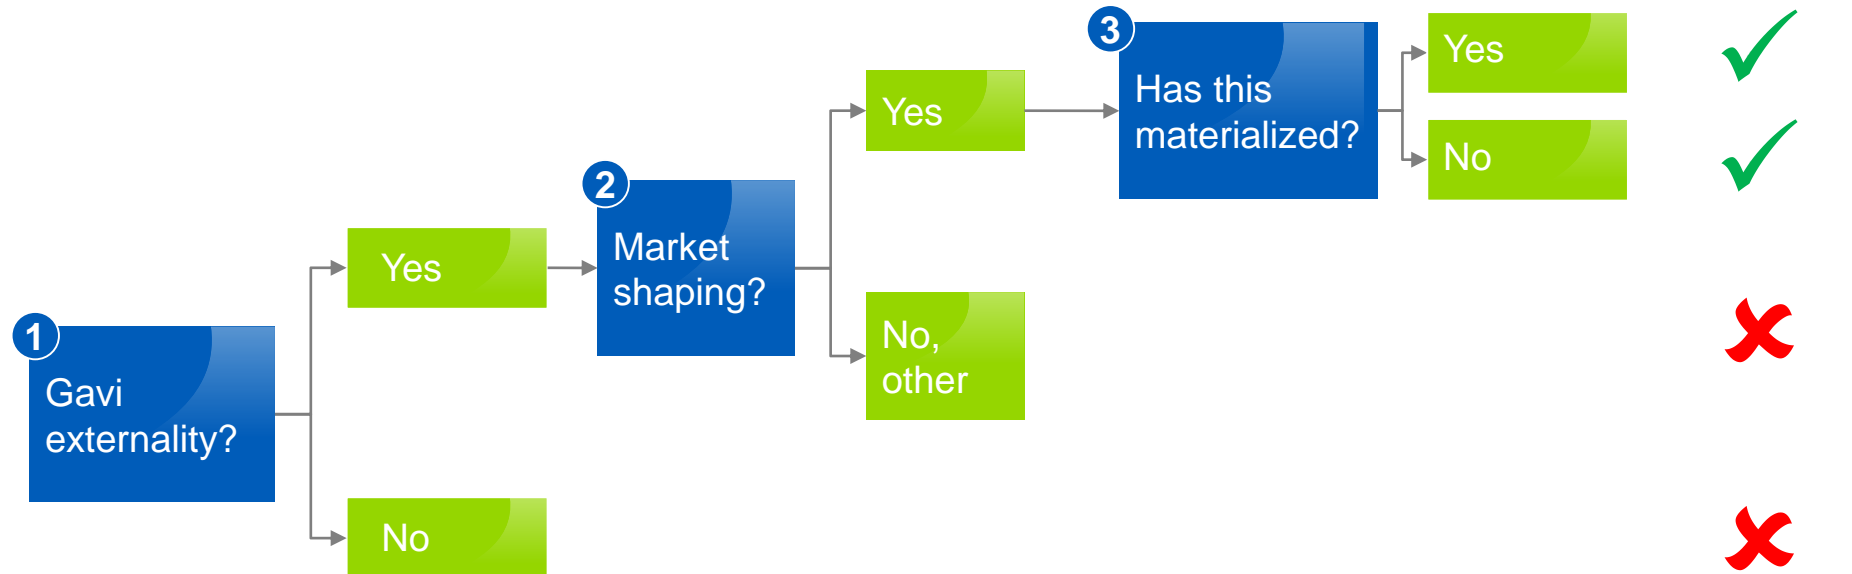 1
Gavi
externality?
Yes
No
2
Market
shaping?
Yes
No,
other
3
Has this
materialized?
Yes
No